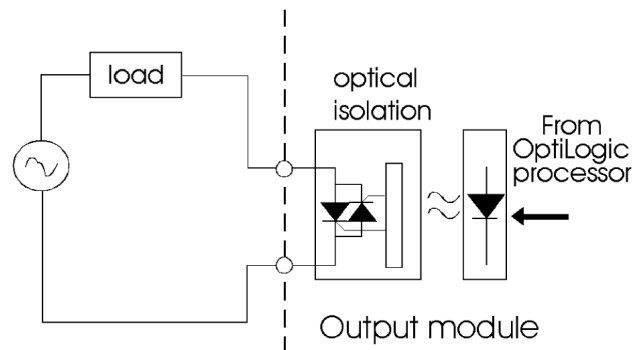 load
optical
isolation
From
OptiLogic
processor
Output module